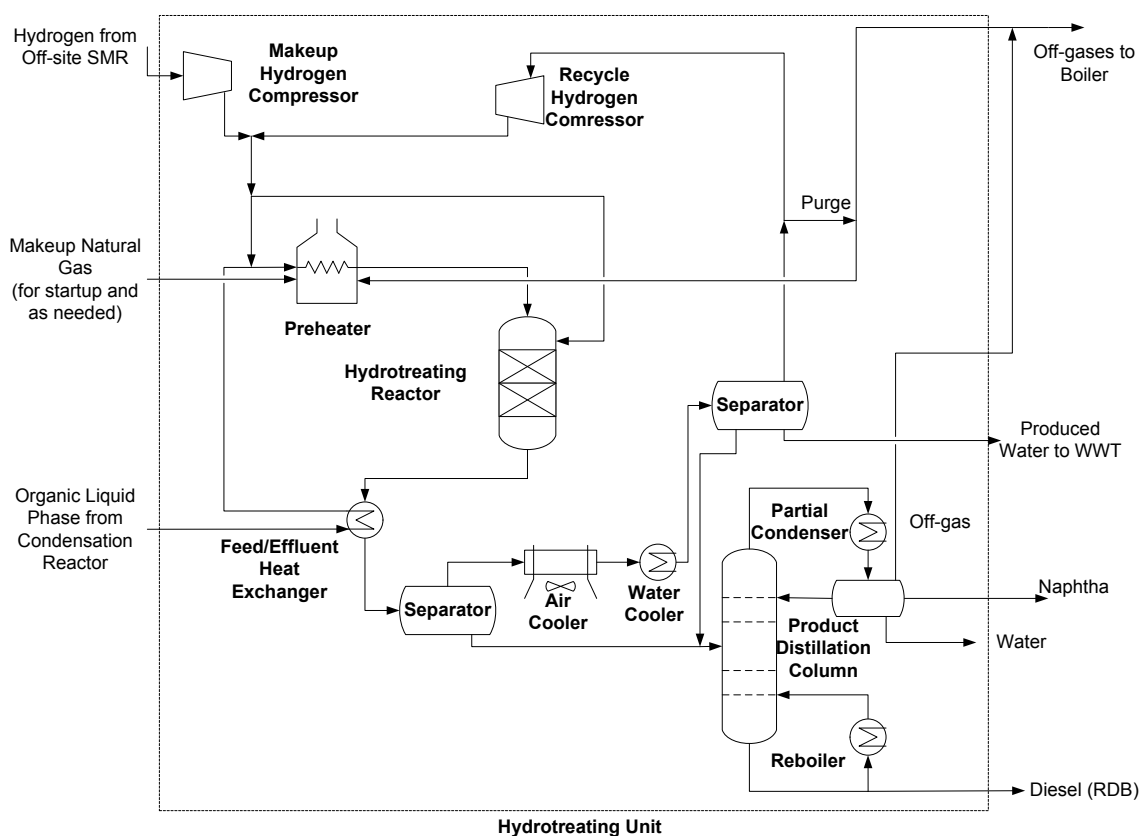 Hydrogen from
Off-site SMR
Makeup
Hydrogen
Compressor
Recycle
Hydrogen
Comressor
Off-gases to
Boiler
Purge
Makeup Natural
Gas
(for startup and
as needed)
Preheater
Hydrotreating
Reactor
Separator
Produced
Water to WWT
Organic Liquid
Phase from
Condensation
Reactor
Feed/Effluent
Heat
Exchanger
Separator
Air
Cooler
Water
Cooler
Partial
Condenser
Off-gas
Naphtha
Product
Distillation
Column
Water
Reboiler
Diesel (RDB)
Hydrotreating Unit